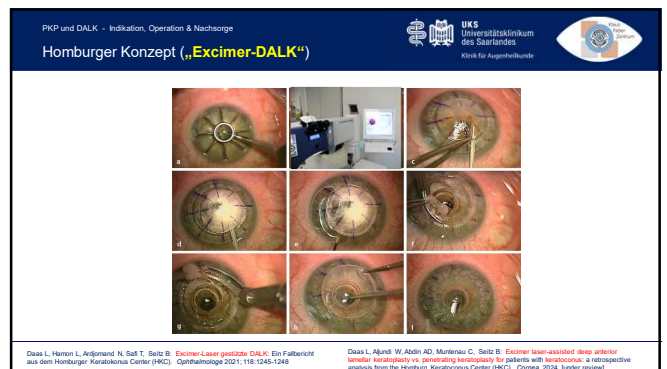 PKP und DALK - Indikation, Operation & Nachsorge
Homburger Konzept („Excimer-DALK“)
UKS
Universitätsklinikum
des Saarlandes
Klinik für Augenheilkunde
Klaus
Faber
Zentrum
a
c
d
e
f
g
h
i
Daas L, Hamon L, Ardjomand N, Safi T, Seitz B: Excimer-Laser gestützte DALK: Ein Fallbericht
aus dem Homburger Keratokonus Center (HKC). Ophthalmologe 2021; 118:1245-1248
Daas L, Aljundi W, Abdin AD, Munteanu C, Seitz B: Excimer laser-assisted deep anterior
lamellar keratoplasty vs. penetrating keratoplasty for patients with keratoconus: a retrospective
analysis from the Homburg Keratoconus Center (HKC). Cornea, 2024, [under review]